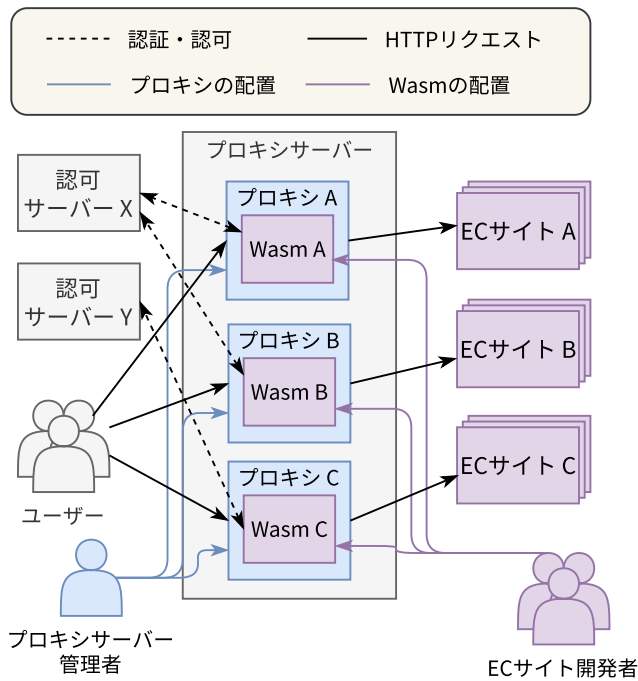 認証・認可
HTTPリクエスト
プロキシの配置
Wasmの配置
プロキシサーバー
認可
サーバー X
認可
サーバー Y
プロキシ A
Wasm A
プロキシ B
Wasm B
プロキシ C
Wasm C
ECサイト A
ECサイト B
ECサイト C
ユーザー
プロキシサーバー
管理者
ECサイト開発者